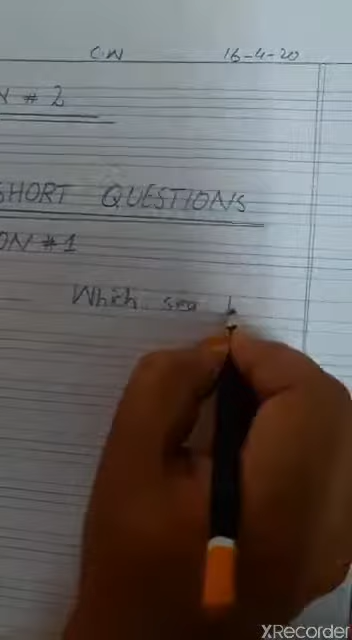 C.W 16-4-20
N # 2
SHORT QUESTIONS
ON #1
Which sea
XRecorder